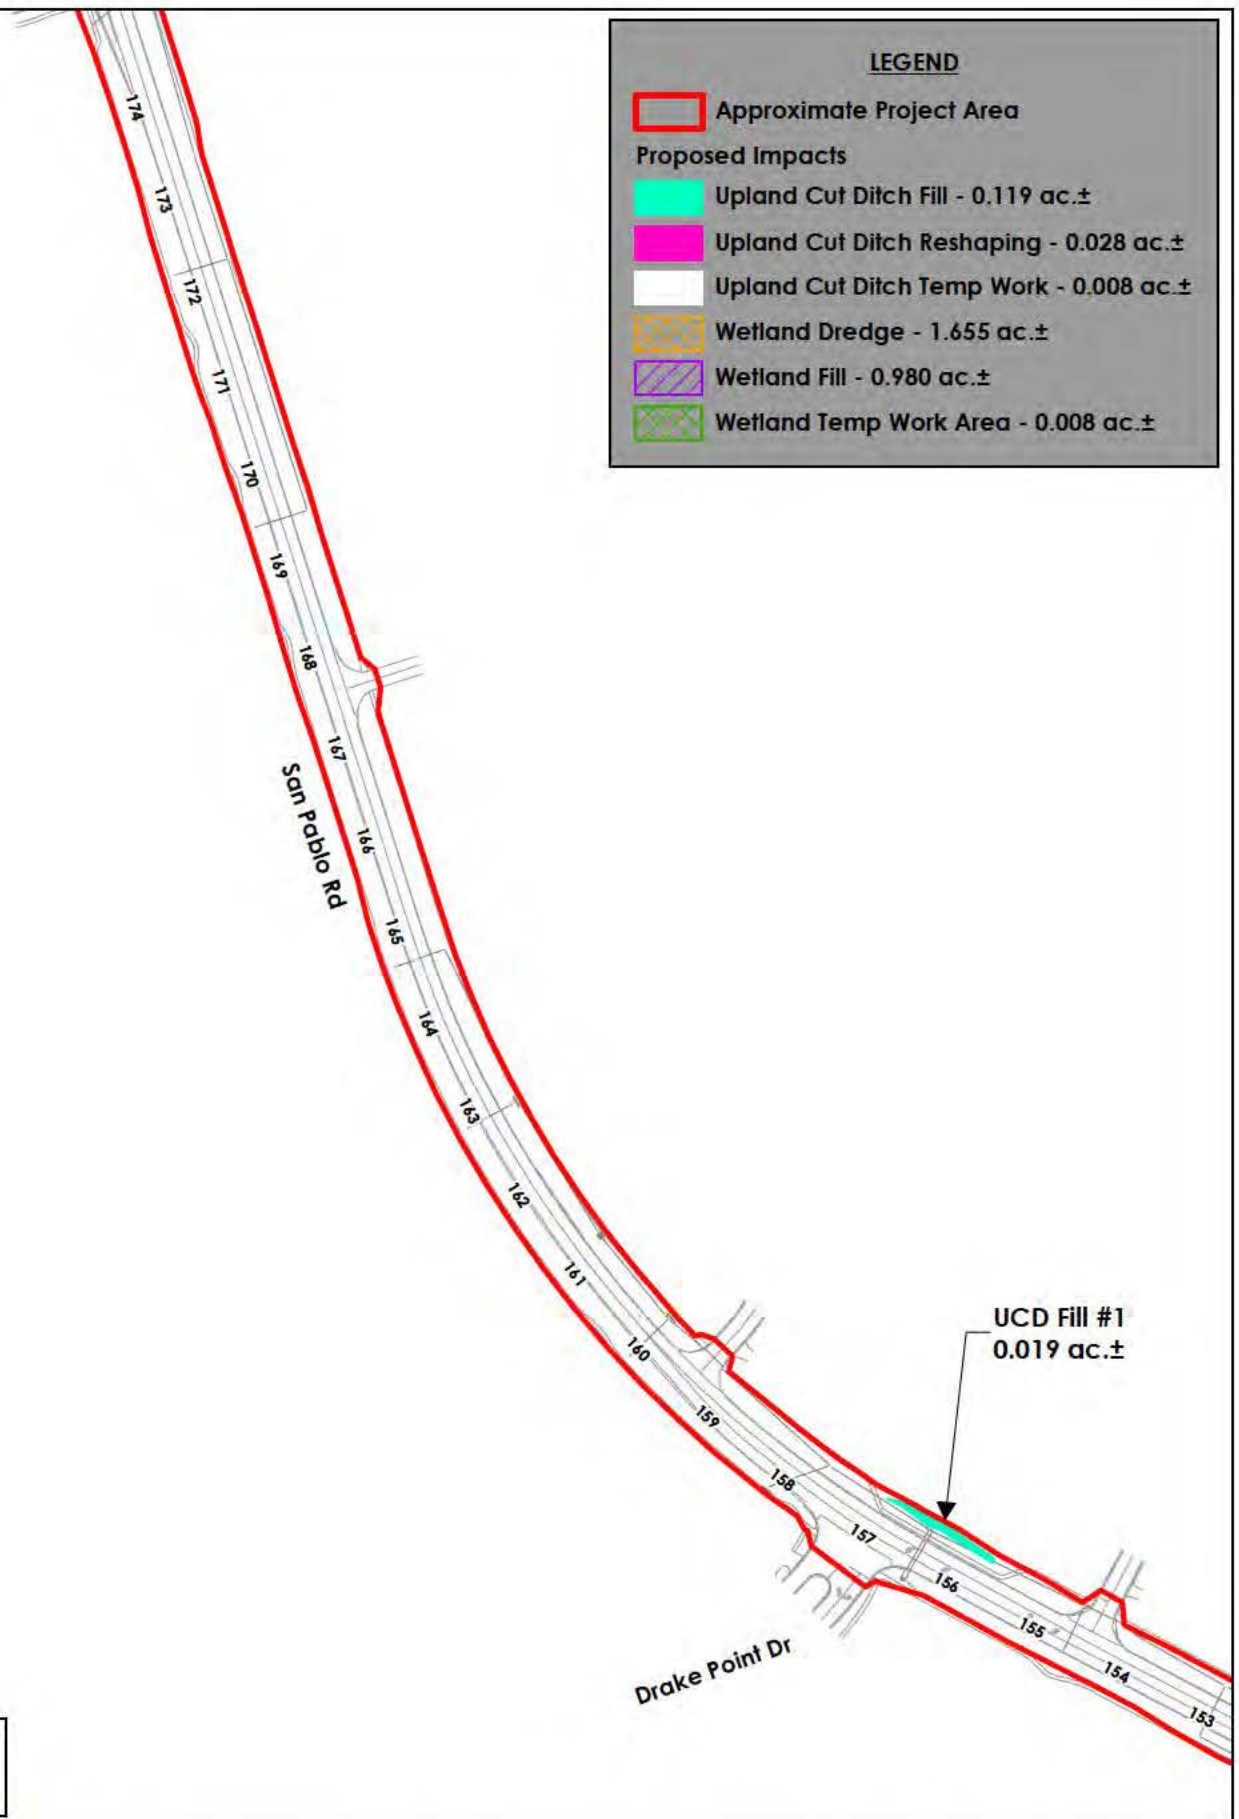 LEGEND
Approximate Project Area
Proposed Impacts
Upland Cut Ditch Fill - 0.119 ac.±
Upland Cut Ditch Reshaping - 0.028 ac.±
Upland Cut Ditch Temp Work - 0.008 ac.±
Wetland Dredge - 1.655 ac.±
Wetland Fill - 0.980 ac.±
Wetland Temp Work Area - 0.008 ac.±
174
173
172
171
170
169
168
167
San Pablo Rd
166
165
164
163
162
161
160
159
158
157
156
155
154
153
UCD Fill #1
0.019 ac.±
Drake Point Dr